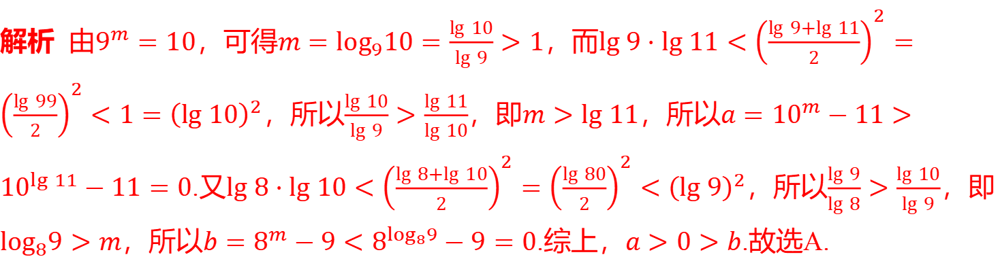 解析 由$9^m = 10$，可得$m = \log_9 10 = \frac{\lg 10}{\lg 9} > 1$，而$\lg 9 \cdot \lg 11 < \left(\frac{\lg 9+\lg 11}{2}\right)^2 =$
$\left(\frac{\lg 99}{2}\right)^2 < 1 = (\lg 10)^2$，所以$\frac{\lg 10}{\lg 9} > \frac{\lg 11}{\lg 10}$，即$m > \lg 11$，所以$a = 10^m - 11 >$
$10^{\lg 11} - 11 = 0$.又$\lg 8 \cdot \lg 10 < \left(\frac{\lg 8+\lg 10}{2}\right)^2 = \left(\frac{\lg 80}{2}\right)^2 < (\lg 9)^2$，所以$\frac{\lg 9}{\lg 8} > \frac{\lg 10}{\lg 9}$，即
$\log_8 9 > m$，所以$b = 8^m - 9 < 8^{\log_8 9} - 9 = 0$.综上，$a > 0 > b$.故选A.